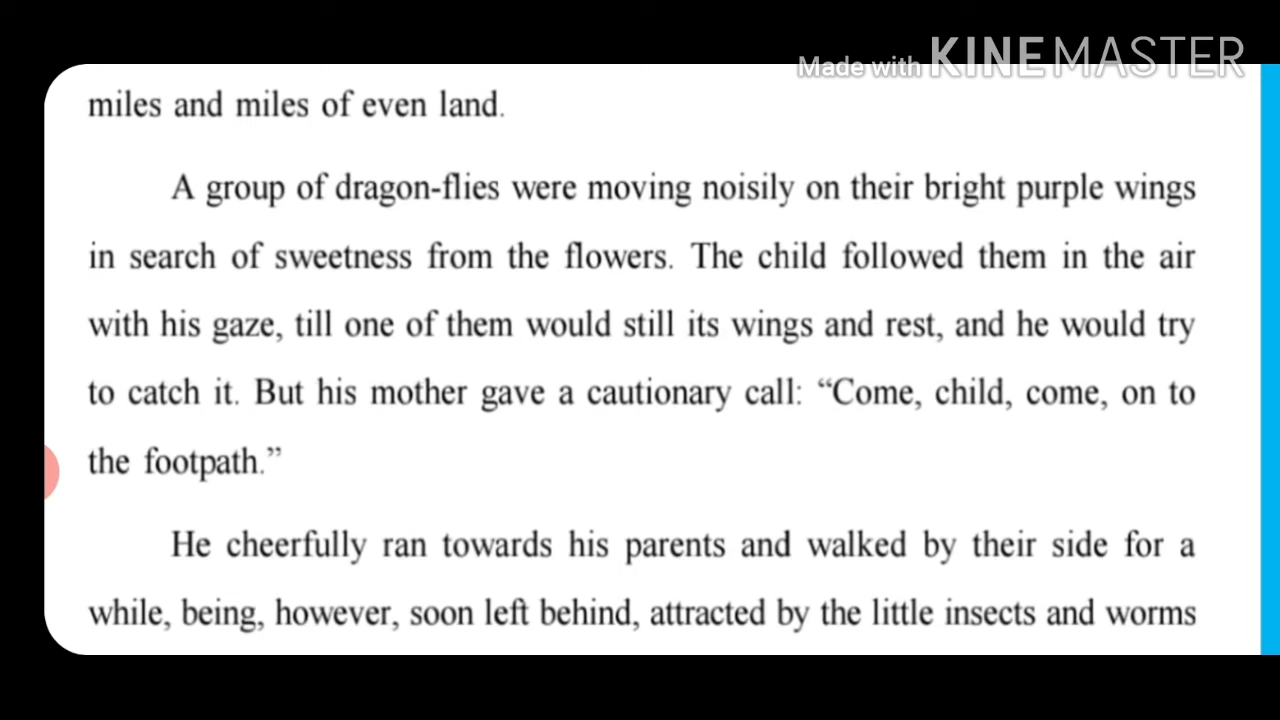 Made with KINEMASTER
miles and miles of even land.
A group of dragon-flies were moving noisily on their bright purple wings
in search of sweetness from the flowers. The child followed them in the air
with his gaze, till one of them would still its wings and rest, and he would try
to catch it. But his mother gave a cautionary call: “Come, child, come, on to
the footpath.”
He cheerfully ran towards his parents and walked by their side for a
while, being, however, soon left behind, attracted by the little insects and worms